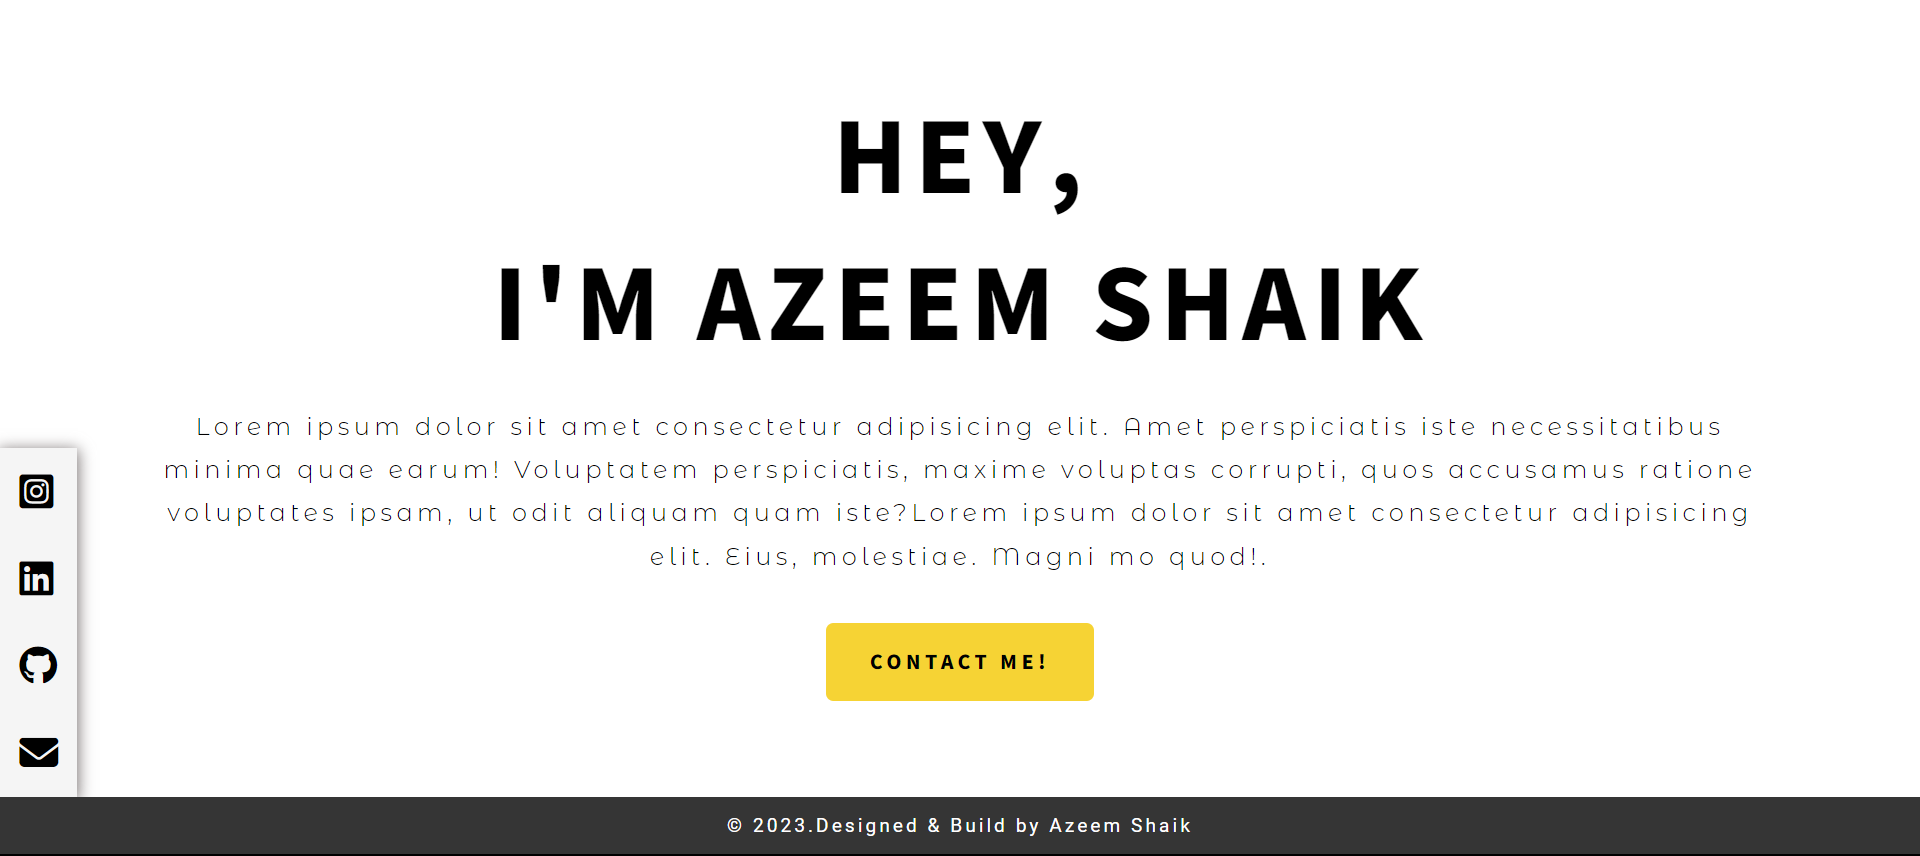 HEY,
I'M AZEEM SHAIK
Lorem ipsum dolor sit amet consectetur adipisicing elit. Amet perspiciatis iste necessitatibus
minima quae earum! Voluptatem perspiciatis, maxime voluptas corrupti, quos accusamus ratione
voluptates ipsam, ut odit aliquam quam iste?Lorem ipsum dolor sit amet consectetur adipisicing
elit. Eius, molestiae. Magni mo quod!.
in
CONTACT ME!
© 2023.Designed & Build by Azeem Shaik